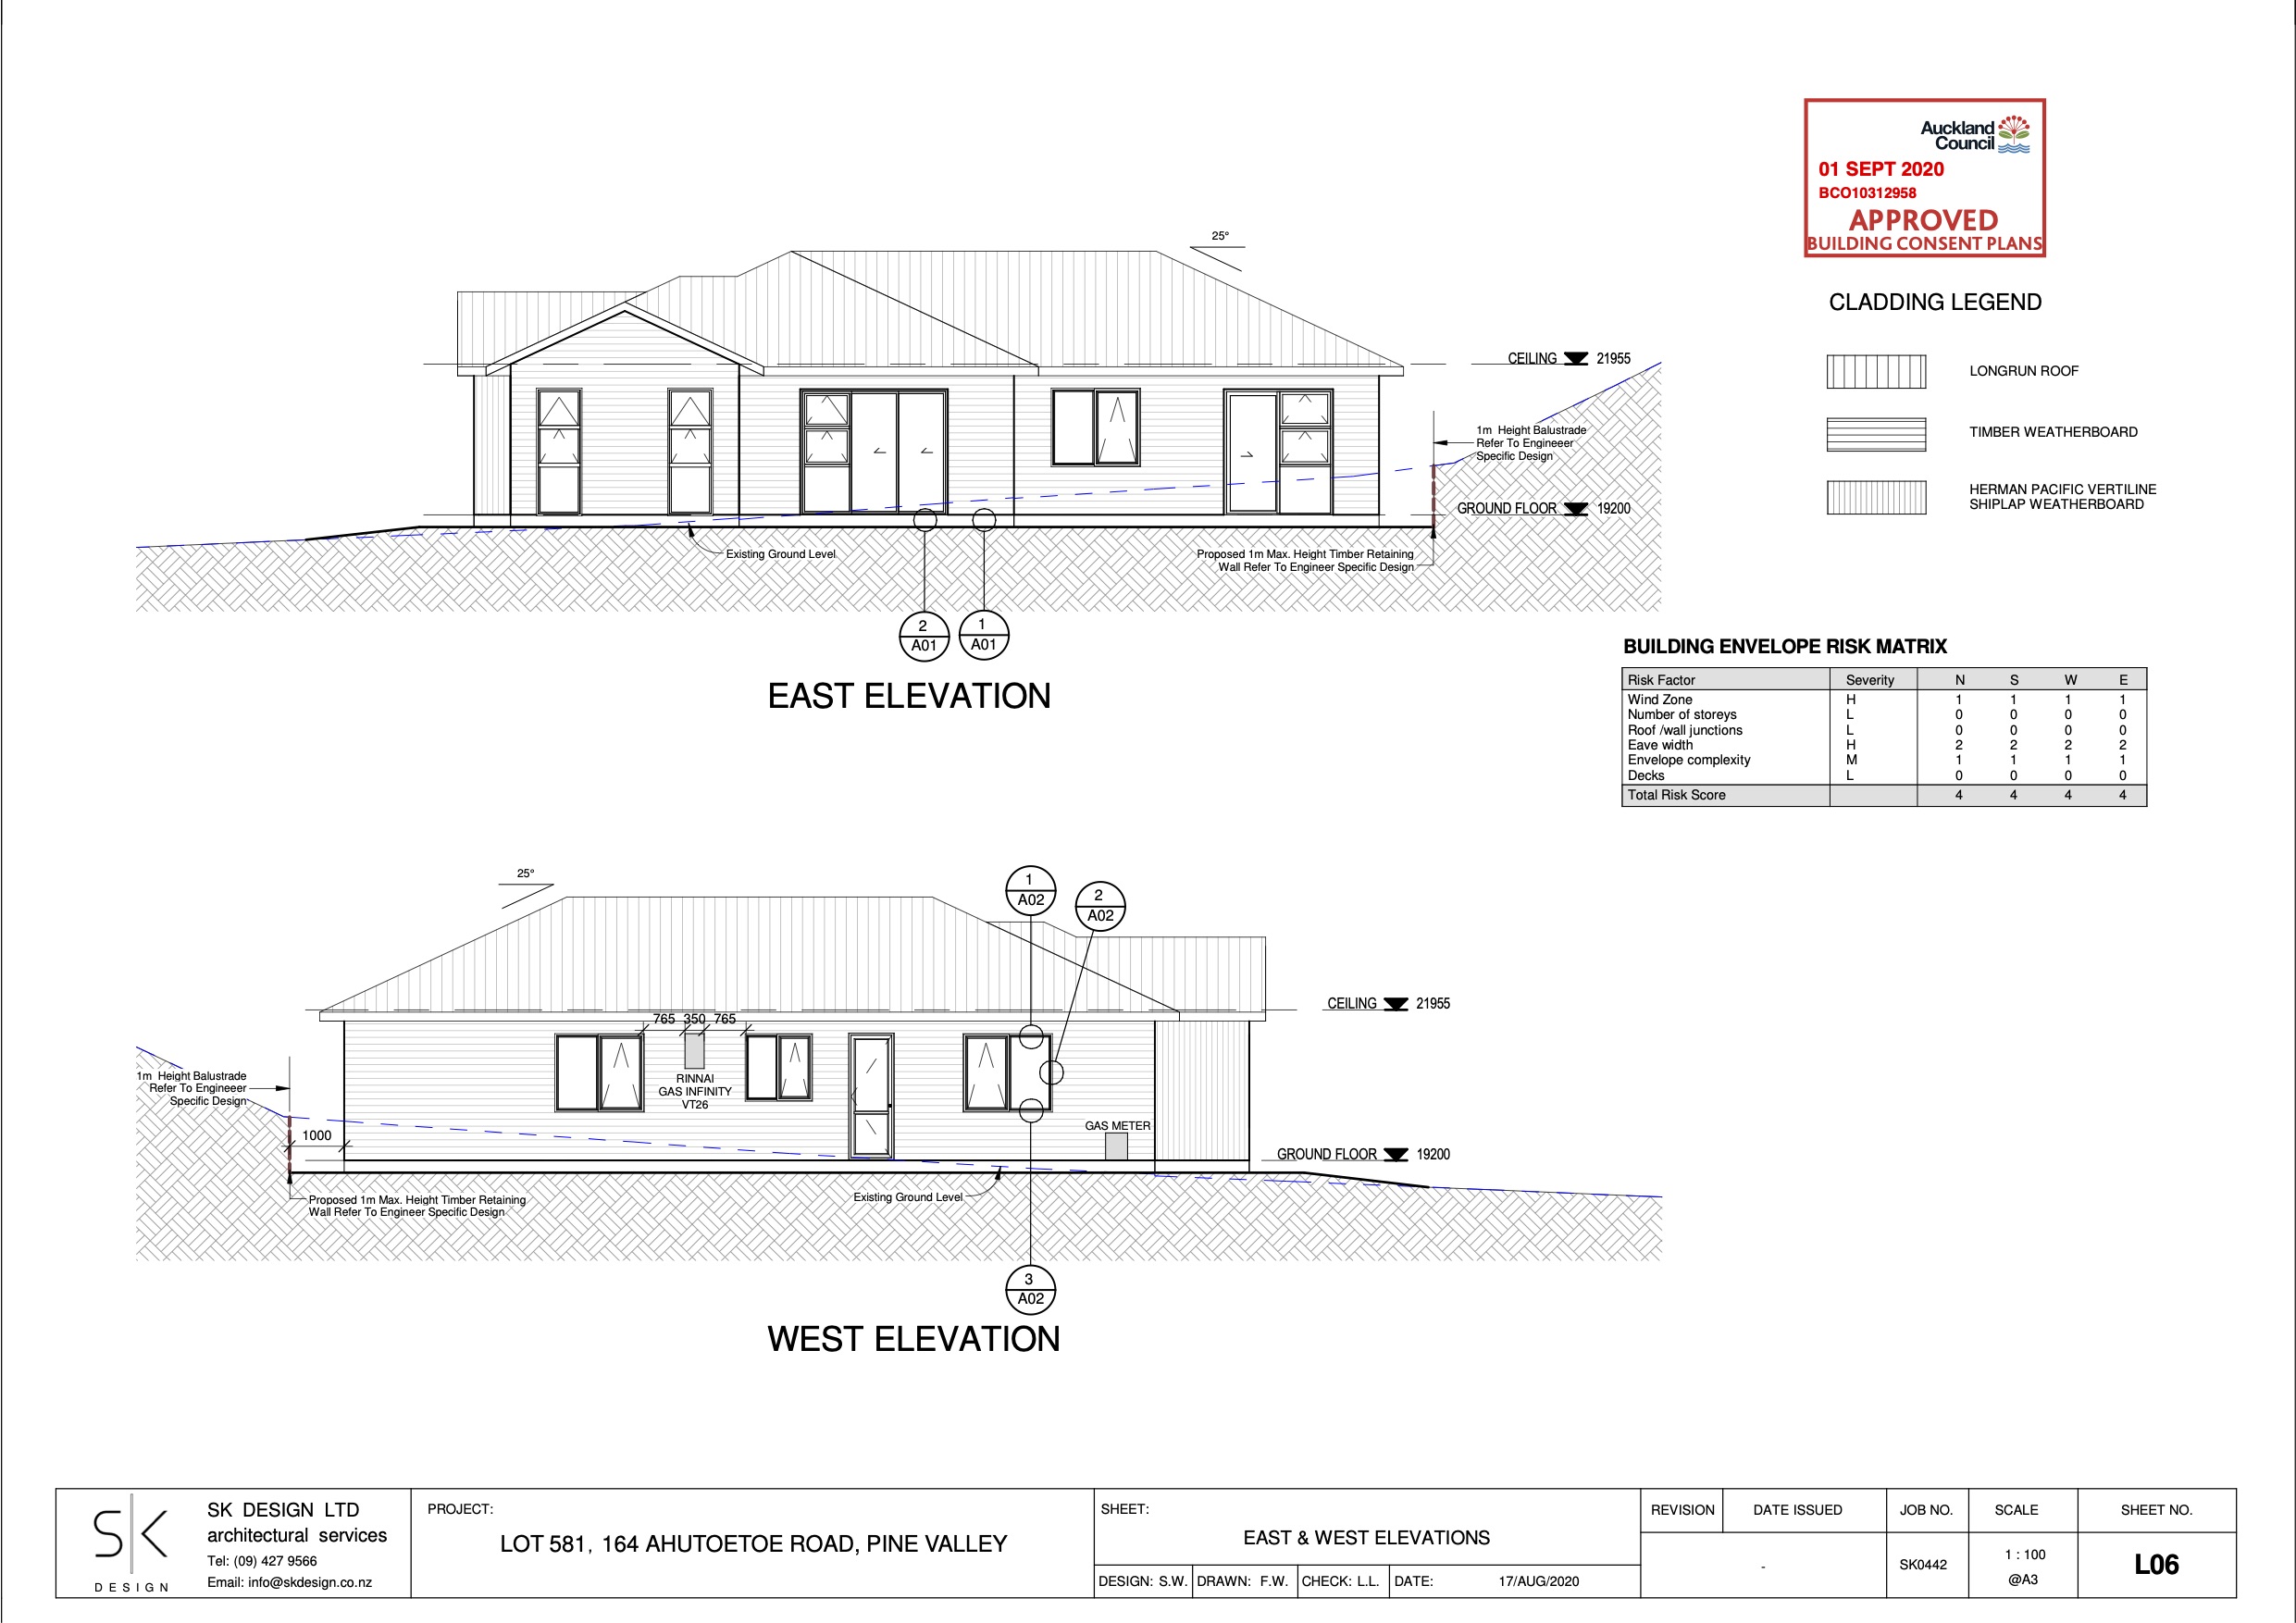 Auckland
Council
01 SEPT 2020
BCO10312958
APPROVED
BUILDING CONSENT PLANS
CLADDING LEGEND
LONGRUN ROOF
TIMBER WEATHERBOARD
HERMAN PACIFIC VERTILINE
SHIPLAP WEATHERBOARD
25°
CEILING 21955
1m Height Balustrade
Refer To Engineeer
Specific Design
GROUND FLOOR 19200
Existing Ground Level
Proposed 1m Max. Height Timber Retaining
Wall Refer To Engineer Specific Design
2
A01
1
A01
EAST ELEVATION
BUILDING ENVELOPE RISK MATRIX
Risk Factor Severity N S W E
Wind Zone H 1 1 1 1
Number of storeys L 0 0 0 0
Roof /wall junctions L 0 0 0 0
Eave width H 2 2 2 2
Envelope complexity M 1 1 1 1
Decks L 0 0 0 0
Total Risk Score 4 4 4 4
25°
1
A02
2
A02
CEILING 21955
765 350 765
RINNAI
GAS INFINITY
VT26
1m Height Balustrade
Refer To Engineeer
Specific Design
1000
GAS METER
GROUND FLOOR 19200
Existing Ground Level
Proposed 1m Max. Height Timber Retaining
Wall Refer To Engineer Specific Design
3
A02
WEST ELEVATION
SK
DESIGN
SK DESIGN LTD
architectural services
Tel: (09) 427 9566
Email: info@skdesign.co.nz
PROJECT:
LOT 581, 164 AHUTOETOE ROAD, PINE VALLEY
SHEET:
EAST & WEST ELEVATIONS
DESIGN: S.W. DRAWN: F.W. CHECK: L.L. DATE: 17/AUG/2020
REVISION DATE ISSUED JOB NO. SCALE SHEET NO.
- SK0442 1 : 100
@A3
L06